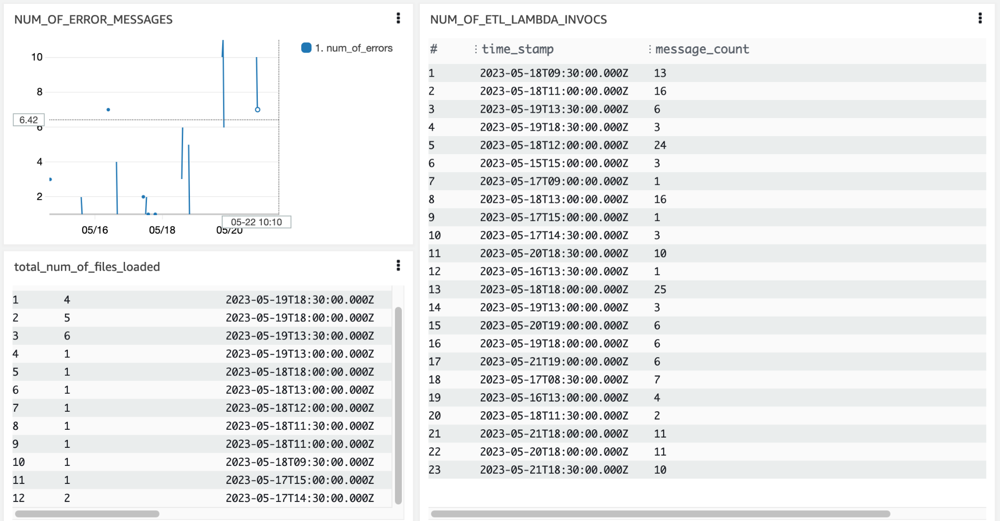 NUM_OF_ERROR_MESSAGES
1. num_of_errors
10
8
6.42
6
4
2
05-22 10:10
05/16 05/18 05/20
total_num_of_files_loaded
1 4 2023-05-19T18:30:00.000Z
2 5 2023-05-19T18:00:00.000Z
3 6 2023-05-19T13:30:00.000Z
4 1 2023-05-19T13:00:00.000Z
5 1 2023-05-18T18:00:00.000Z
6 1 2023-05-18T13:00:00.000Z
7 1 2023-05-18T12:00:00.000Z
8 1 2023-05-18T11:30:00.000Z
9 1 2023-05-18T11:00:00.000Z
10 1 2023-05-18T09:30:00.000Z
11 1 2023-05-17T15:00:00.000Z
12 2 2023-05-17T14:30:00.000Z
NUM_OF_ETL_LAMBDA_INVOCS
# time_stamp message_count
1 2023-05-18T09:30:00.000Z 13
2 2023-05-18T11:00:00.000Z 16
3 2023-05-19T13:30:00.000Z 6
4 2023-05-19T18:30:00.000Z 3
5 2023-05-18T12:00:00.000Z 24
6 2023-05-15T15:00:00.000Z 3
7 2023-05-17T09:00:00.000Z 1
8 2023-05-18T13:00:00.000Z 16
9 2023-05-17T15:00:00.000Z 1
10 2023-05-17T14:30:00.000Z 3
11 2023-05-20T18:30:00.000Z 10
12 2023-05-16T13:30:00.000Z 1
13 2023-05-18T18:00:00.000Z 25
14 2023-05-19T13:00:00.000Z 3
15 2023-05-20T19:00:00.000Z 6
16 2023-05-19T18:00:00.000Z 6
17 2023-05-21T19:00:00.000Z 6
18 2023-05-17T08:30:00.000Z 7
19 2023-05-16T13:00:00.000Z 4
20 2023-05-18T11:30:00.000Z 2
21 2023-05-21T18:00:00.000Z 11
22 2023-05-20T18:00:00.000Z 11
23 2023-05-21T18:30:00.000Z 10